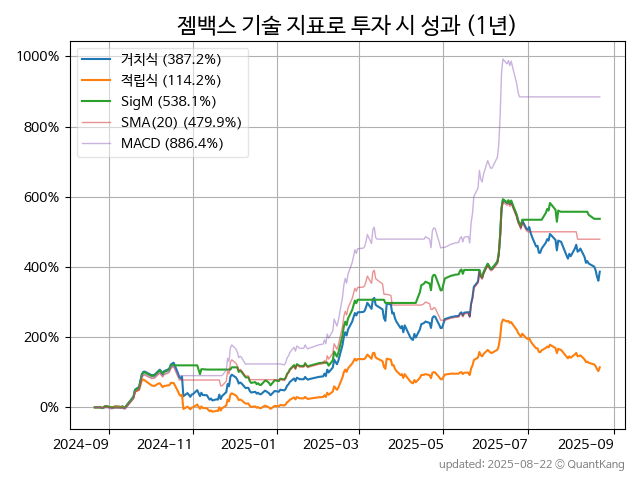 젬백스 기술 지표로 투자 시 성과 (1년)
1000%
800%
600%
400%
200%
0%
거치식 (387.2%)
적립식 (114.2%)
SigM (538.1%)
SMA(20) (479.9%)
MACD (886.4%)
2024-09
2024-11
2025-01
2025-03
2025-05
2025-07
2025-09
updated: 2025-08-22 © QuantKang